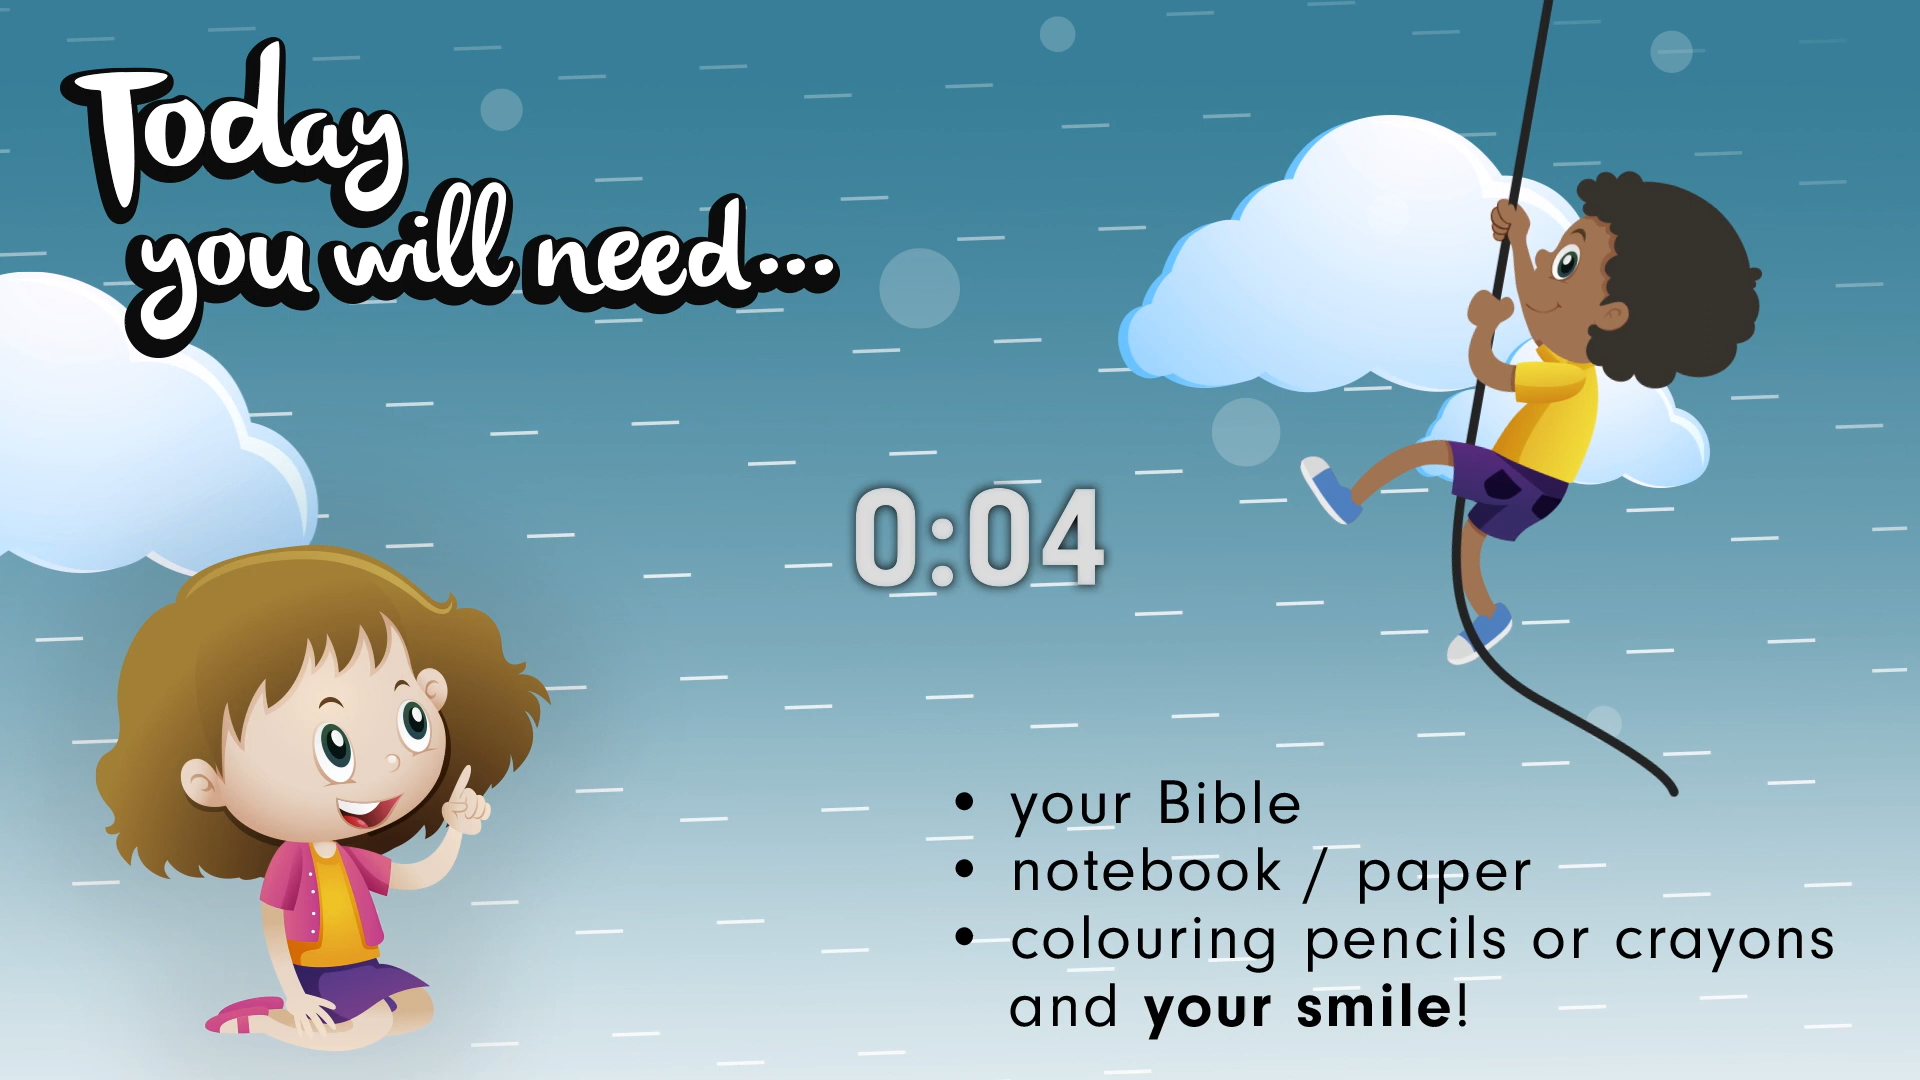 Today
you will need...
0:04
• your Bible
• notebook / paper
• colouring pencils or crayons
and your smile!